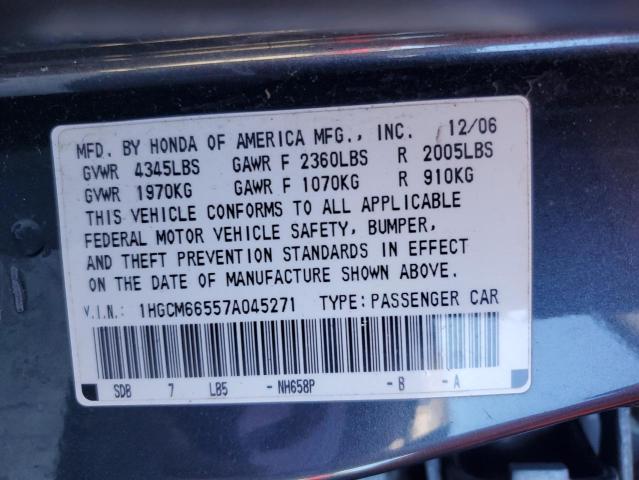 MFD. BY HONDA OF AMERICA MFG., INC. 12/06
GVWR 4345LBS GAWR F 2360LBS R 2005LBS
GVWR 1970KG GAWR F 1070KG R 910KG
THIS VEHICLE CONFORMS TO ALL APPLICABLE
FEDERAL MOTOR VEHICLE SAFETY, BUMPER,
AND THEFT PREVENTION STANDARDS IN EFFECT
ON THE DATE OF MANUFACTURE SHOWN ABOVE.
V.I.N.: 1HGCM66557A045271 TYPE: PASSENGER CAR
SDB 7 LB5 -NH658P -B -A